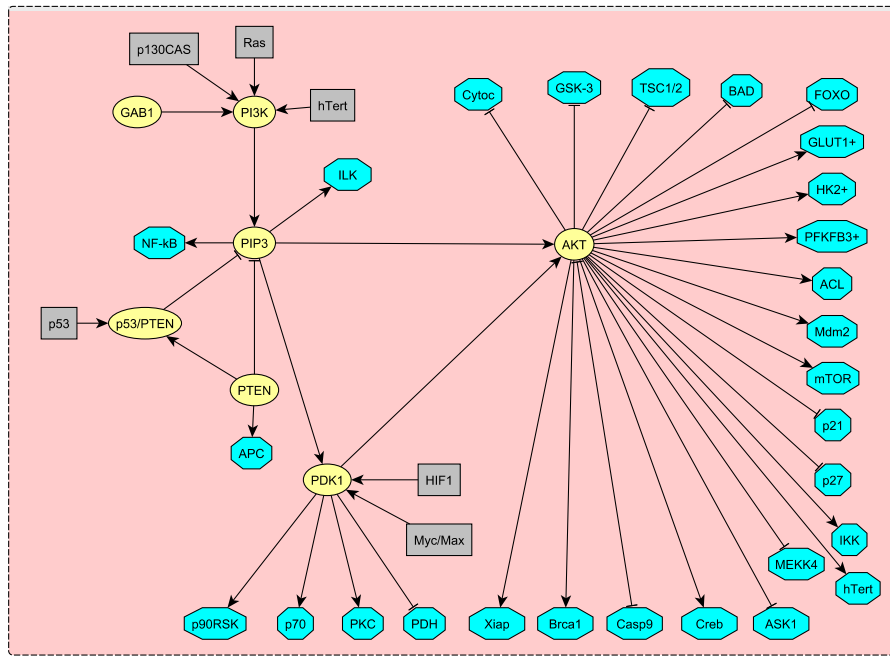 Ras
p130CAS
Cytoc
GSK-3
TSC1/2
BAD
FOXO
GAB1
PI3K
hTert
GLUT1+
ILK
HK2+
NF-kB
PIP3
AKT
PFKFB3+
ACL
p53
p53/PTEN
Mdm2
mTOR
PTEN
p21
APC
PDK1
HIF1
p27
Myc/Max
IKK
MEKK4
hTert
p90RSK
p70
PKC
PDH
Xiap
Brca1
Casp9
Creb
ASK1